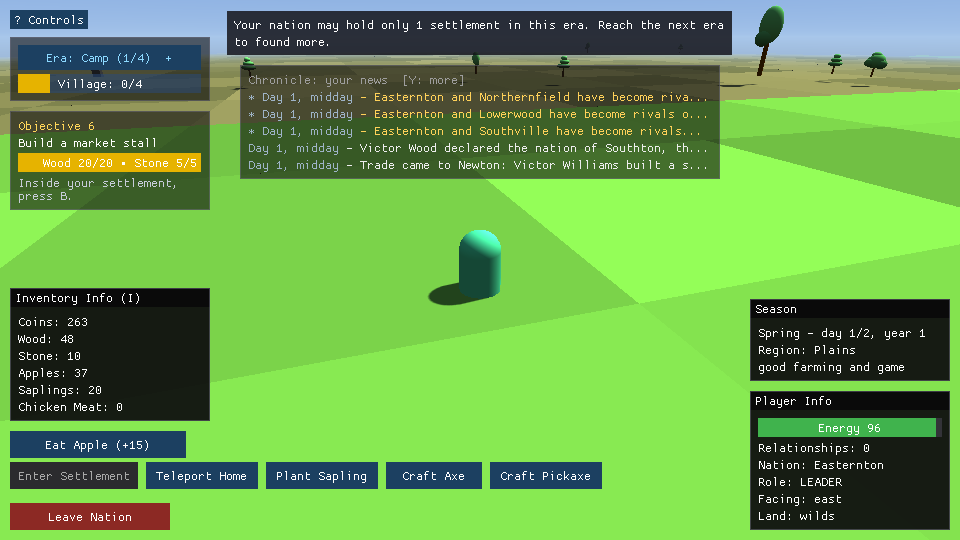 ? Controls
Era: Camp (1/4)  +
Village: 0/4
Objective 6
Build a market stall
Wood 20/20 • Stone 5/5
Inside your settlement,
press B.
Your nation may hold only 1 settlement in this era. Reach the next era
to found more.
Chronicle: your news  [Y: more]
* Day 1, midday – Easternton and Northernfield have become riva...
* Day 1, midday – Easternton and Lowerwood have become rivals o...
* Day 1, midday – Easternton and Southville have become rivals...
Day 1, midday – Victor Wood declared the nation of Southton, th...
Day 1, midday – Trade came to Newton: Victor Williams built a s...
Inventory Info (I)
Coins: 263
Wood: 48
Stone: 10
Apples: 37
Saplings: 20
Chicken Meat: 0
Eat Apple (+15)
Enter Settlement
Teleport Home
Plant Sapling
Craft Axe
Craft Pickaxe
Leave Nation
Season
Spring – day 1/2, year 1
Region: Plains
good farming and game
Player Info
Energy 96
Relationships: 0
Nation: Easternton
Role: LEADER
Facing: east
Land: wilds